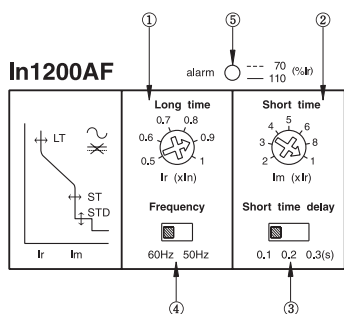 ① ⑤ ②
In1200AF
alarm 70 (%Ir)
110
Long time
0.5 0.6 0.7 0.8 0.9 1
Ir (xIn)
Short time
2 3 4 5 6 8 1
Im (xIr)
LT
ST
STD
Ir Im
Frequency
60Hz 50Hz
Short time delay
0.1 0.2 0.3(s)
④ ③